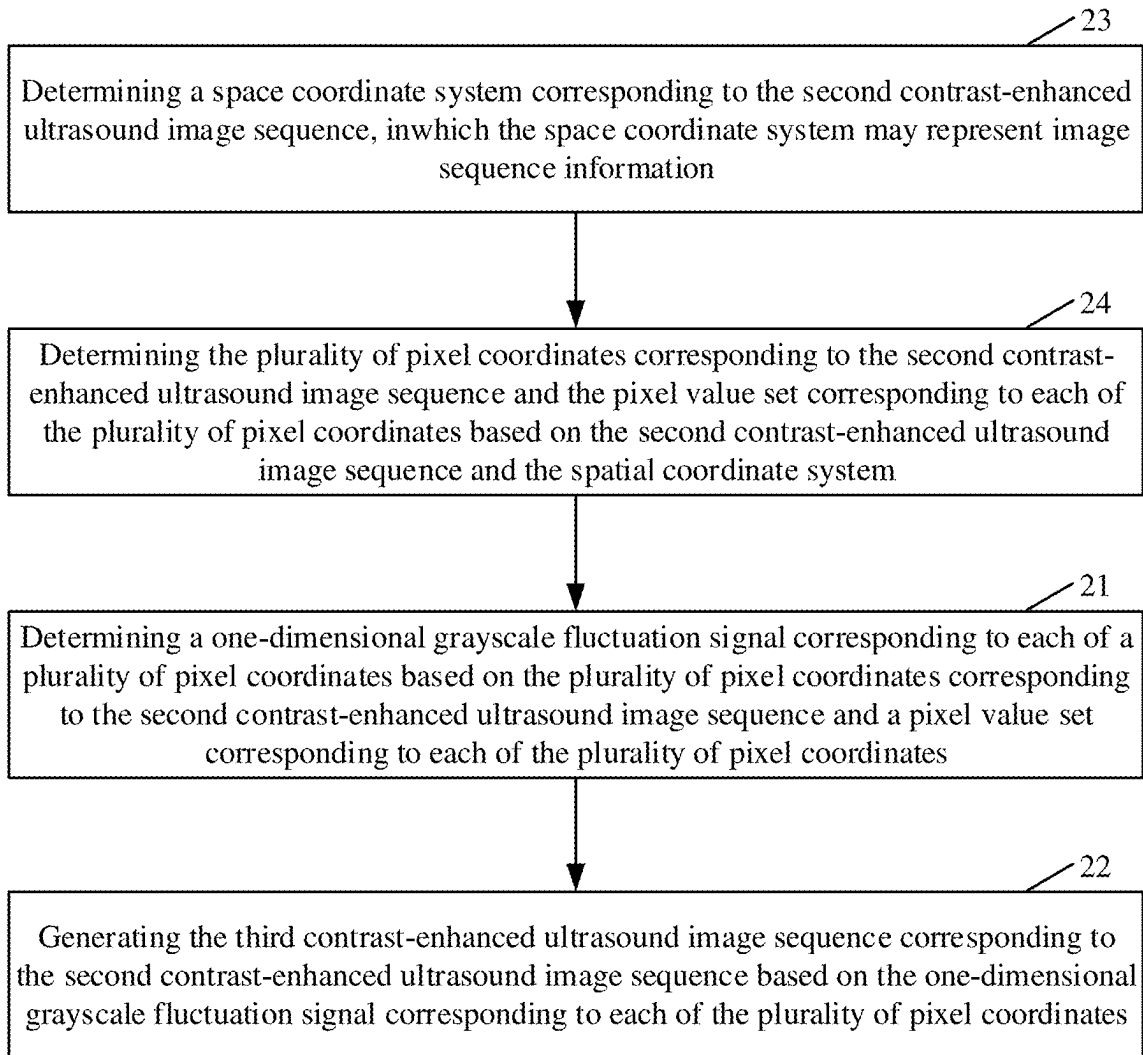 23
Determining a space coordinate system corresponding to the second contrast-enhanced
ultrasound image sequence, inwhich the space coordinate system may represent image
sequence information
24
Determining the plurality of pixel coordinates corresponding to the second contrast-
enhanced ultrasound image sequence and the pixel value set corresponding to each of
the plurality of pixel coordinates based on the second contrast-enhanced ultrasound
image sequence and the spatial coordinate system
21
Determining a one-dimensional grayscale fluctuation signal corresponding to each of a
plurality of pixel coordinates based on the plurality of pixel coordinates corresponding
to the second contrast-enhanced ultrasound image sequence and a pixel value set
corresponding to each of the plurality of pixel coordinates
22
Generating the third contrast-enhanced ultrasound image sequence corresponding to
the second contrast-enhanced ultrasound image sequence based on the one-dimensional
grayscale fluctuation signal corresponding to each of the plurality of pixel coordinates